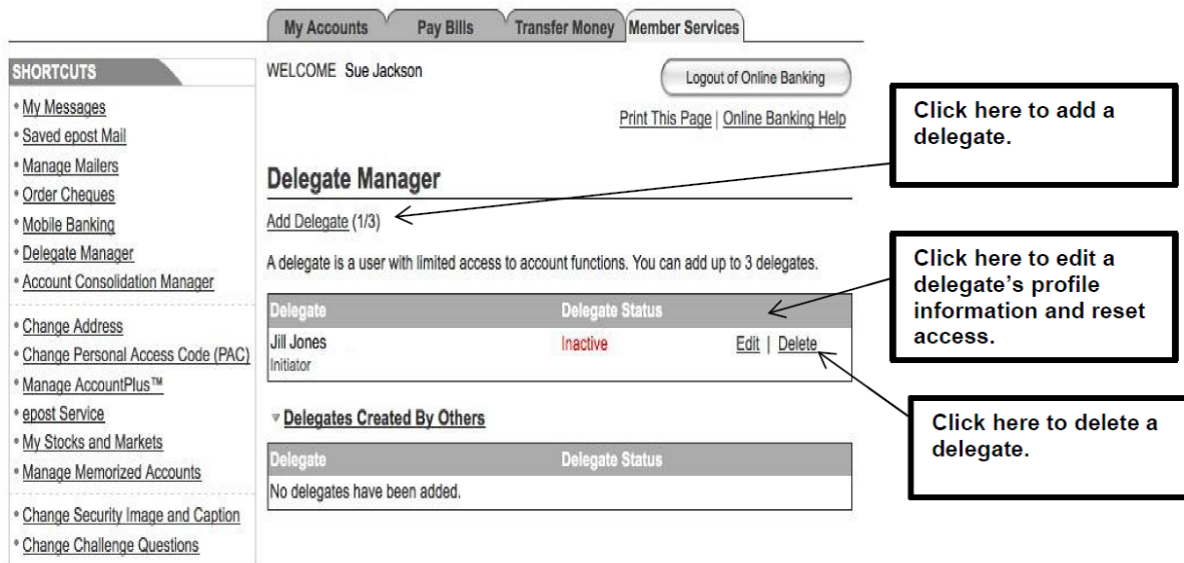 My Accounts Pay Bills Transfer Money Member Services
SHORTCUTS
• My Messages
• Saved epost Mail
• Manage Mailers
• Order Cheques
• Mobile Banking
• Delegate Manager
• Account Consolidation Manager
• Change Address
• Change Personal Access Code (PAC)
• Manage AccountPlus™
• epost Service
• My Stocks and Markets
• Manage Memorized Accounts
• Change Security Image and Caption
• Change Challenge Questions
WELCOME Sue Jackson
Logout of Online Banking
Print This Page | Online Banking Help
Delegate Manager
Add Delegate (1/3)
A delegate is a user with limited access to account functions. You can add up to 3 delegates.
Delegate Delegate Status
Jill Jones Inactive Edit | Delete
Initiator
Delegates Created By Others
Delegate Delegate Status
No delegates have been added.
Click here to add a
delegate.
Click here to edit a
delegate’s profile
information and reset
access.
Click here to delete a
delegate.